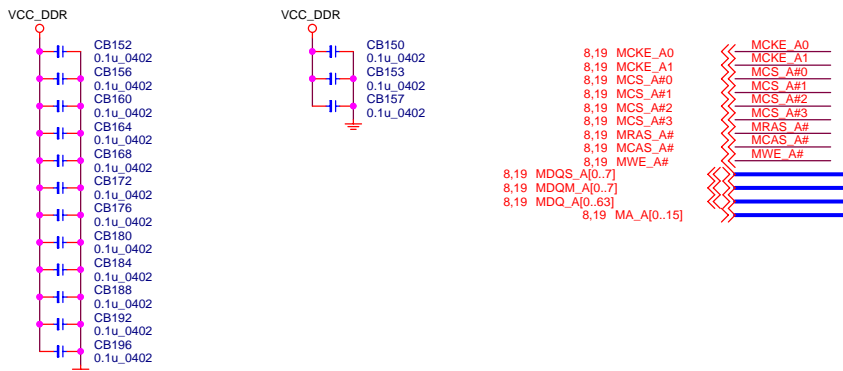 VCC_DDR
CB152
0.1u_0402
CB156
0.1u_0402
CB160
0.1u_0402
CB164
0.1u_0402
CB168
0.1u_0402
CB172
0.1u_0402
CB176
0.1u_0402
CB180
0.1u_0402
CB184
0.1u_0402
CB188
0.1u_0402
CB192
0.1u_0402
CB196
0.1u_0402
VCC_DDR
CB150
0.1u_0402
CB153
0.1u_0402
CB157
0.1u_0402
8,19 MCKE_A0 MCKE_A0
8,19 MCKE_A1 MCKE_A1
8,19 MCS_A#0 MCS_A#0
8,19 MCS_A#1 MCS_A#1
8,19 MCS_A#2 MCS_A#2
8,19 MCS_A#3 MCS_A#3
8,19 MRAS_A# MRAS_A#
8,19 MCAS_A# MCAS_A#
8,19 MWE_A# MWE_A#
8,19 MDQS_A[0..7]
8,19 MDQM_A[0..7]
8,19 MDQ_A[0..63]
8,19 MA_A[0..15]